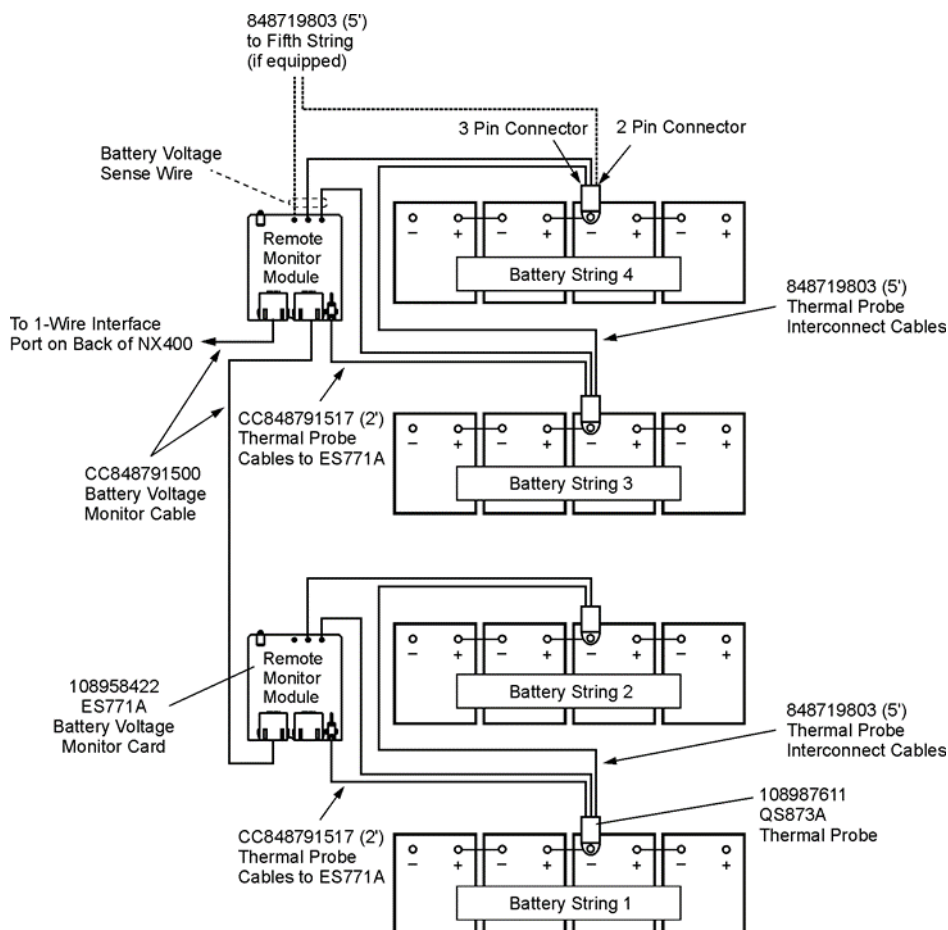 848719803 (5')
to Fifth String
(if equipped)
3 Pin Connector
2 Pin Connector
Battery Voltage
Sense Wire
Remote
Monitor
Module
− + − + − + − +
Battery String 4
848719803 (5')
Thermal Probe
Interconnect Cables
To 1-Wire Interface
Port on Back of NX400
CC848791517 (2')
Thermal Probe
Cables to ES771A
− + − + − + − +
Battery String 3
CC848791500
Battery Voltage
Monitor Cable
Remote
Monitor
Module
− + − + − + − +
Battery String 2
108958422
ES771A
Battery Voltage
Monitor Card
848719803 (5')
Thermal Probe
Interconnect Cables
108987611
QS873A
Thermal Probe
CC848791517 (2')
Thermal Probe
Cables to ES771A
− + − + − + − +
Battery String 1